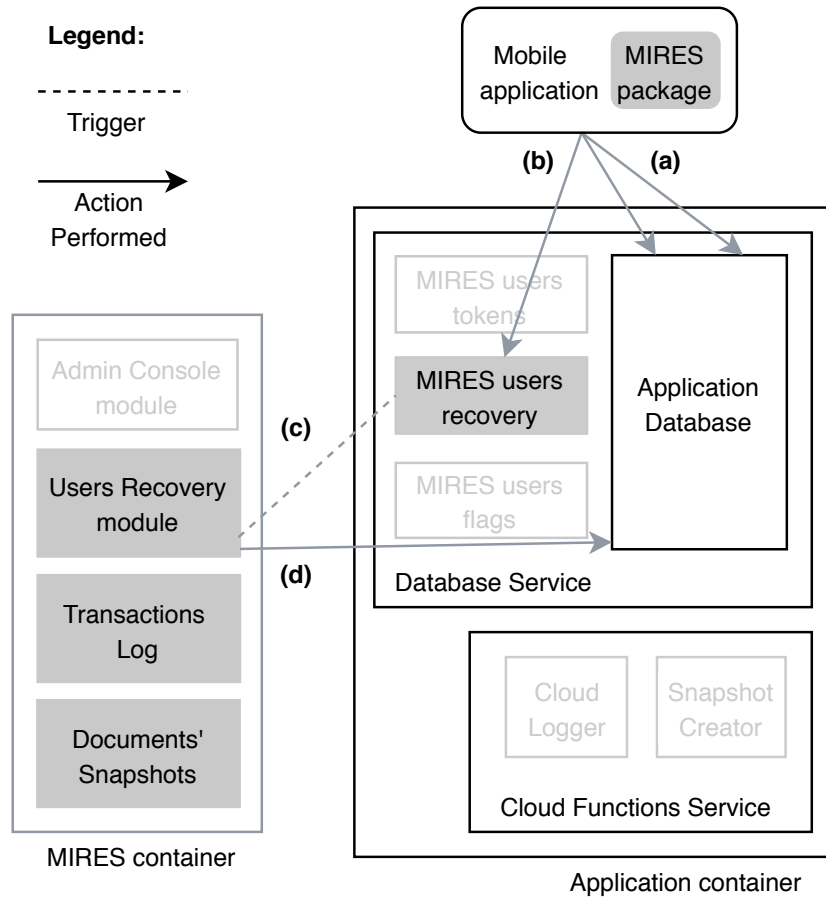 Legend:
Trigger
Action
Performed
Mobile
application
MIRES
package
(b)
(a)
MIRES users
tokens
MIRES users
recovery
MIRES users
flags
Application
Database
Database Service
Admin Console
module
(c)
Users Recovery
module
(d)
Transactions
Log
Documents'
Snapshots
MIRES container
Cloud
Logger
Snapshot
Creator
Cloud Functions Service
Application container